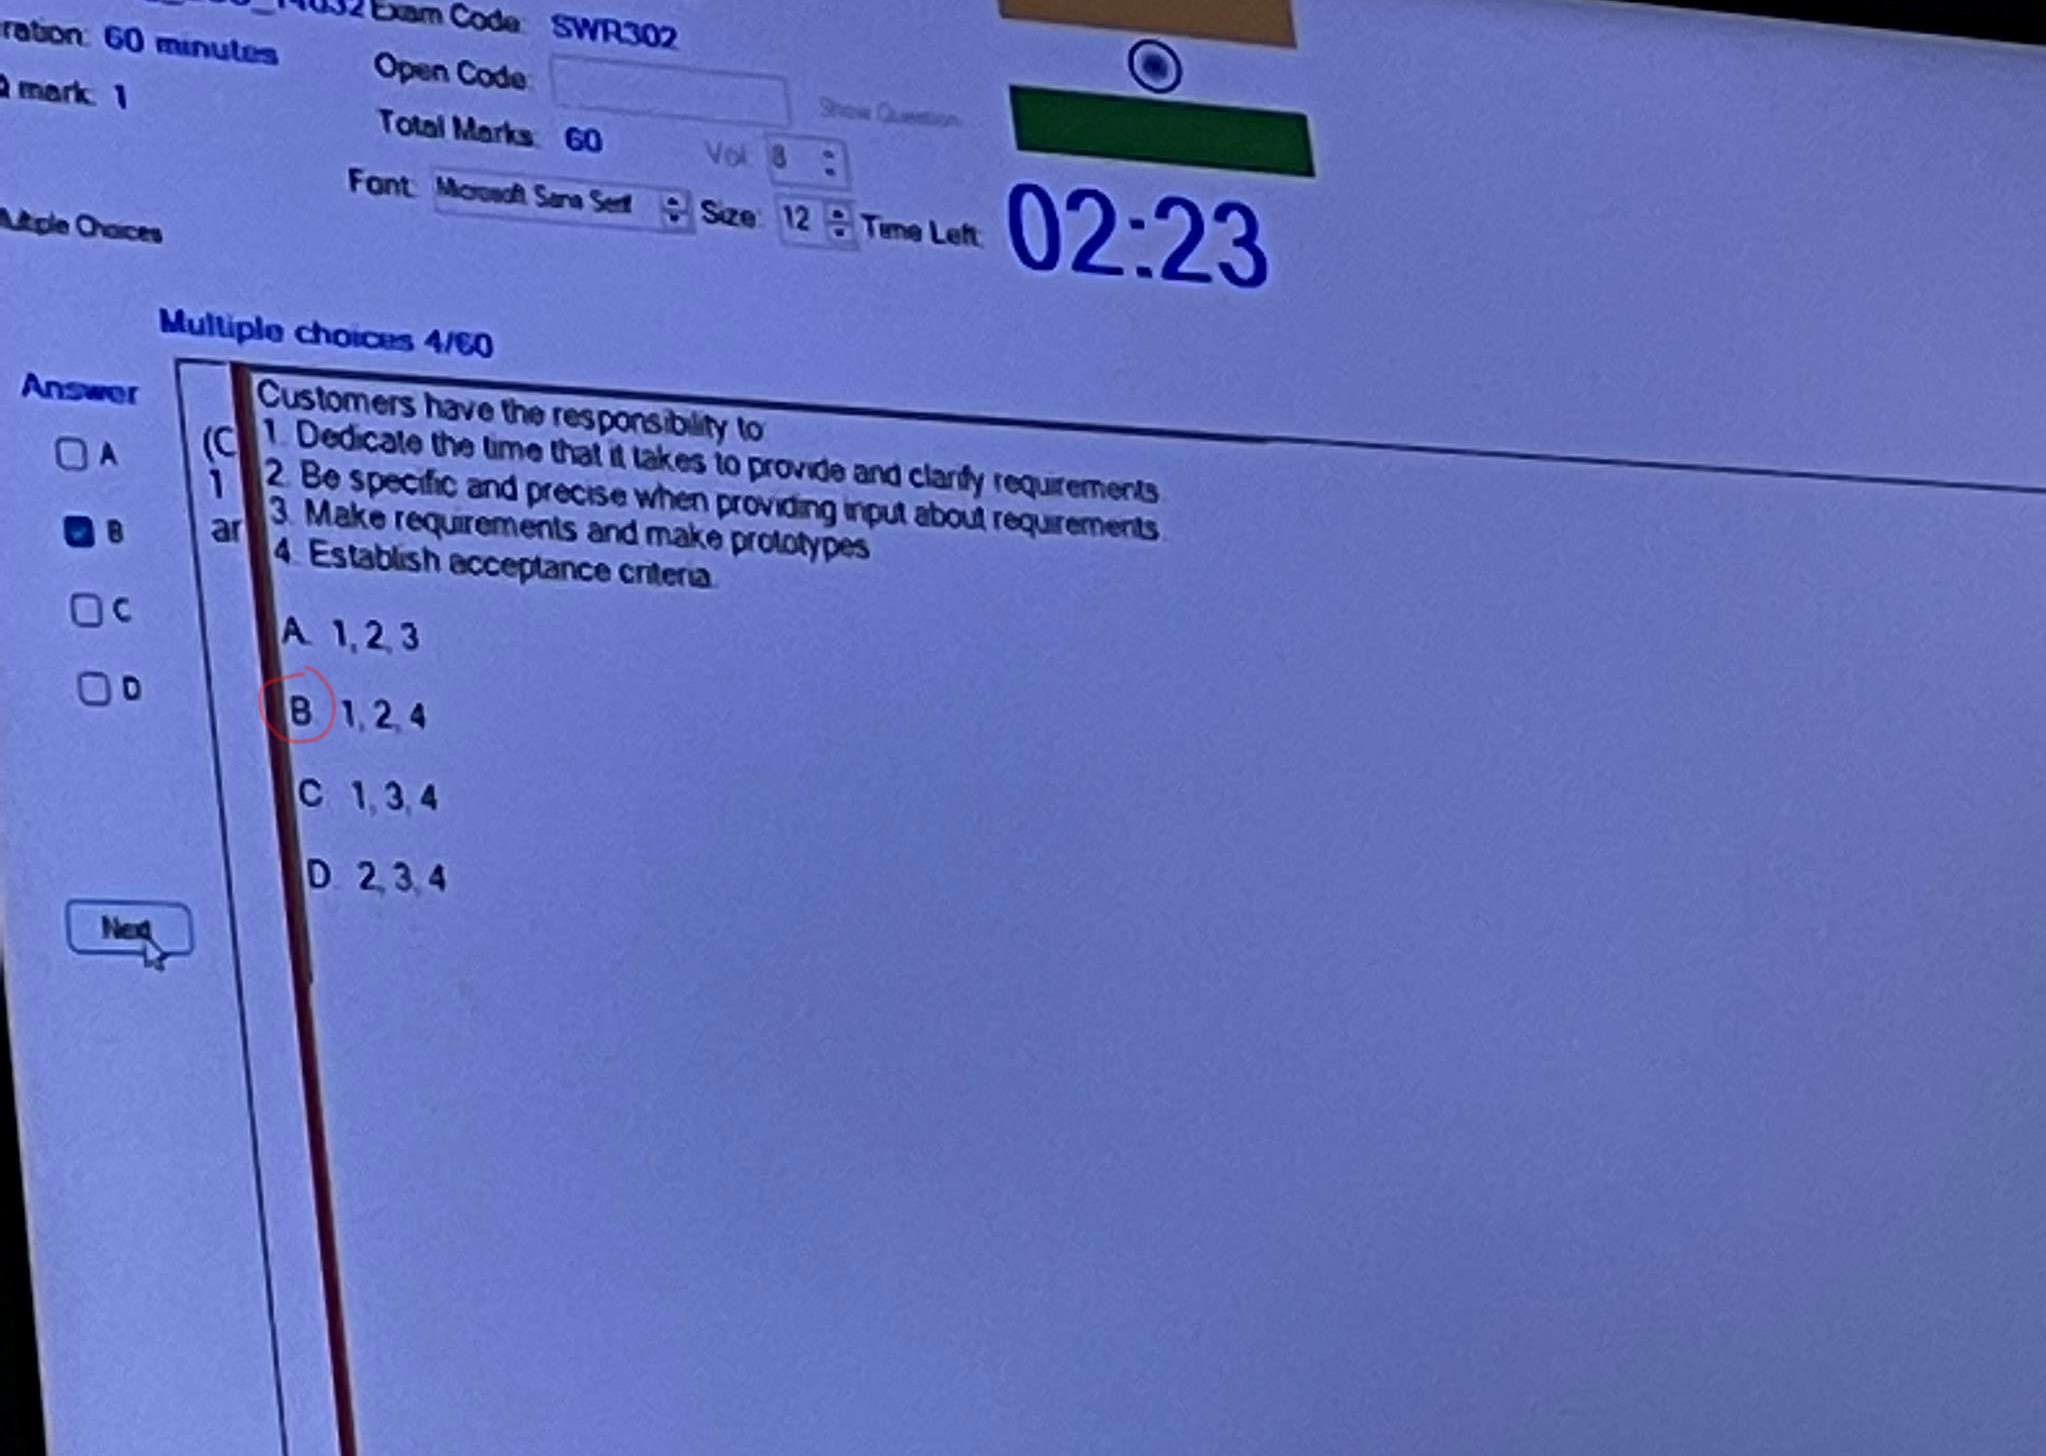 Exam Code: SWR302
ration: 60 minutes
Open Code:
Show Question
mark: 1
Total Marks: 60
Vol: 8
Font: Microsoft Sans Serif Size: 12 Time Left: 02:23
Multiple choices 4/60
Answer
A
B
C
D
Next
(C
1
ar
Customers have the responsibility to
1. Dedicate the time that it takes to provide and clarify requirements.
2. Be specific and precise when providing input about requirements.
3. Make requirements and make prototypes
4. Establish acceptance criteria.
A. 1, 2, 3
B. 1, 2, 4
C. 1, 3, 4
D. 2, 3, 4